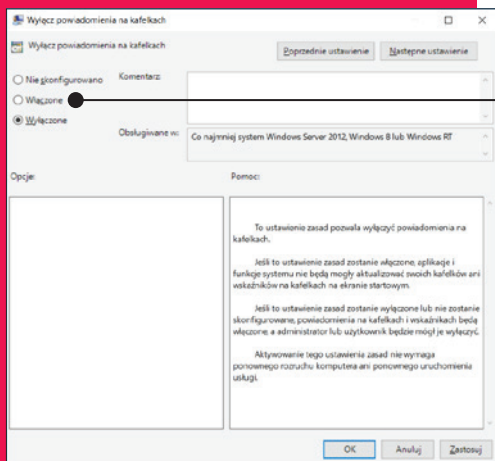 Wyłącz powiadomienia na kafelkach
Wyłącz powiadomienia na kafelkach
Poprzednie ustawienie
Następne ustawienie
Nie skonfigurowano
Komentarz:
Włączone
Wyłączone
Obsługiwane w:
Co najmniej system Windows Server 2012, Windows 8 lub Windows RT
Opcje:
Pomoc:
To ustawienie zasad pozwala wyłączyć powiadomienia na
kafelkach.
Jeśli to ustawienie zasad zostanie włączone, aplikacje i
funkcje systemu nie będą mogły aktualizować swoich kafelków ani
wskaźników na kafelkach na ekranie startowym.
Jeśli to ustawienie zasad zostanie wyłączone lub nie zostanie
skonfigurowane, powiadomienia na kafelkach i wskaźnikach będą
włączone, a administrator lub użytkownik będzie mógł je wyłączyć.
Aktywowanie tego ustawienia zasad nie wymaga
ponownego rozruchu komputera ani ponownego uruchomienia
usługi.
OK
Anuluj
Zastosuj